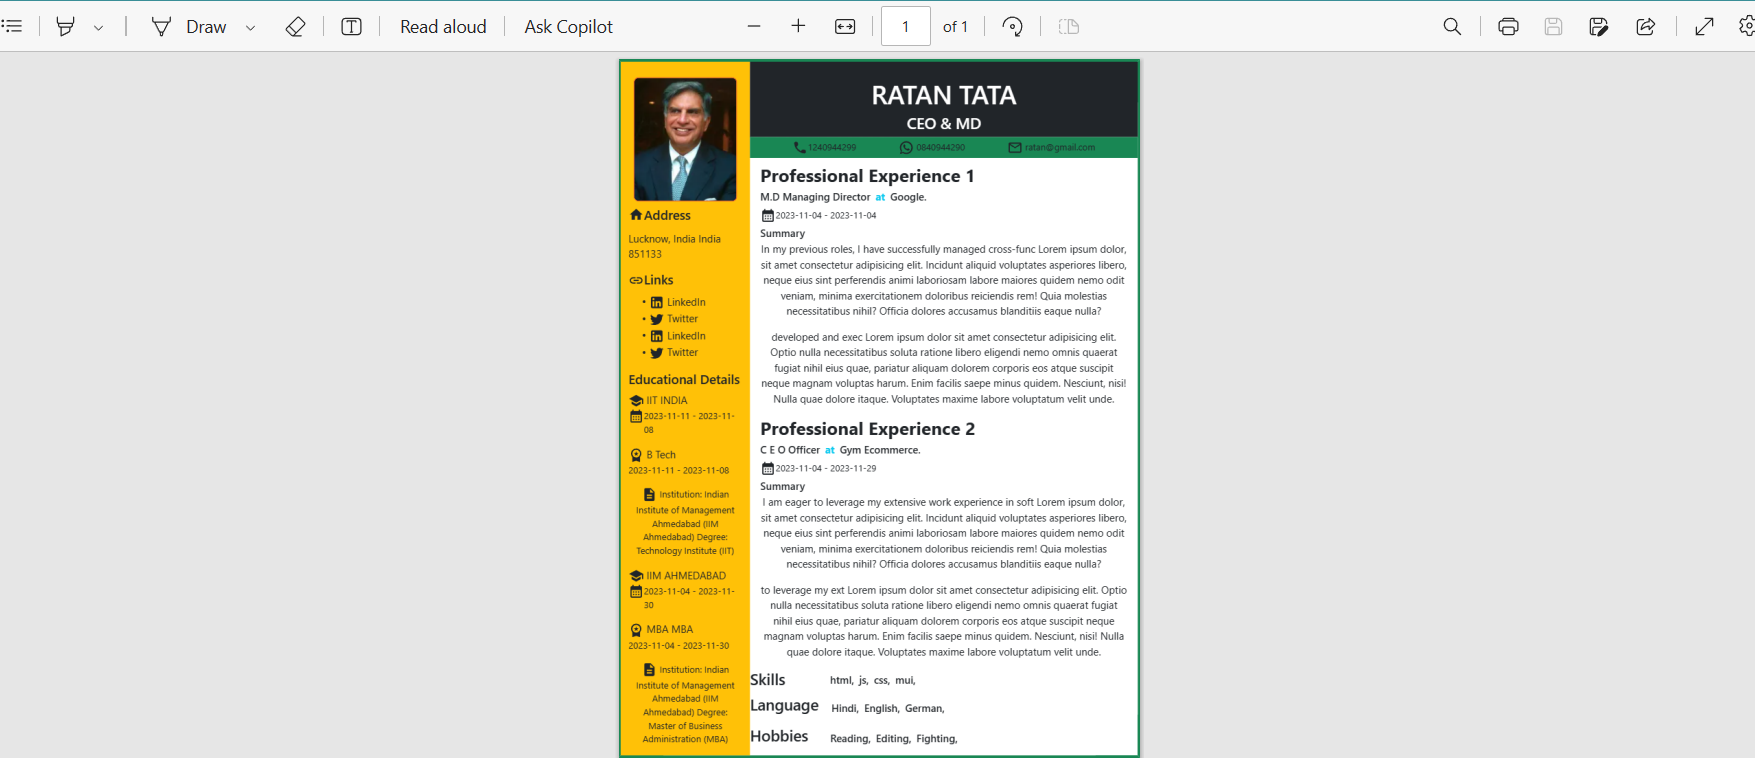 Draw
Read aloud
Ask Copilot
1
of 1
RATAN TATA
CEO & MD
1240944299
0840944290
ratan@gmail.com
Address
Lucknow, India India
851133
Links
• LinkedIn
• Twitter
• LinkedIn
• Twitter
Educational Details
IIT INDIA
2023-11-11 - 2023-11-
08
B Tech
2023-11-11 - 2023-11-08
Institution: Indian
Institute of Management
Ahmedabad (IIM
Ahmedabad) Degree:
Technology Institute (IIT)
IIM AHMEDABAD
2023-11-04 - 2023-11-
30
MBA MBA
2023-11-04 - 2023-11-30
Institution: Indian
Institute of Management
Ahmedabad (IIM
Ahmedabad) Degree:
Master of Business
Administration (MBA)
Professional Experience 1
M.D Managing Director at Google.
2023-11-04 - 2023-11-04
Summary
In my previous roles, I have successfully managed cross-func Lorem ipsum dolor,
sit amet consectetur adipisicing elit. Incidunt aliquid voluptates asperiores libero,
neque eius sint perferendis animi laboriosam labore maiores quidem nemo odit
veniam, minima exercitationem doloribus reiciendis rem! Quia molestias
necessitatibus nihil? Officia dolores accusamus blanditiis eaque nulla?
developed and exec Lorem ipsum dolor sit amet consectetur adipisicing elit.
Optio nulla necessitatibus soluta ratione libero eligendi nemo omnis quaerat
fugiat nihil eius quae, pariatur aliquam dolorem corporis eos atque suscipit
neque magnam voluptas harum. Enim facilis saepe minus quidem. Nesciunt, nisi!
Nulla quae dolore itaque. Voluptates maxime labore voluptatum velit unde.
Professional Experience 2
C E O Officer at Gym Ecommerce.
2023-11-04 - 2023-11-29
Summary
I am eager to leverage my extensive work experience in soft Lorem ipsum dolor,
sit amet consectetur adipisicing elit. Incidunt aliquid voluptates asperiores libero,
neque eius sint perferendis animi laboriosam labore maiores quidem nemo odit
veniam, minima exercitationem doloribus reiciendis rem! Quia molestias
necessitatibus nihil? Officia dolores accusamus blanditiis eaque nulla?
to leverage my ext Lorem ipsum dolor sit amet consectetur adipisicing elit. Optio
nulla necessitatibus soluta ratione libero eligendi nemo omnis quaerat fugiat
nihil eius quae, pariatur aliquam dolorem corporis eos atque suscipit neque
magnam voluptas harum. Enim facilis saepe minus quidem. Nesciunt, nisi! Nulla
quae dolore itaque. Voluptates maxime labore voluptatum velit unde.
Skills html, js, css, mui,
Language Hindi, English, German,
Hobbies Reading, Editing, Fighting,